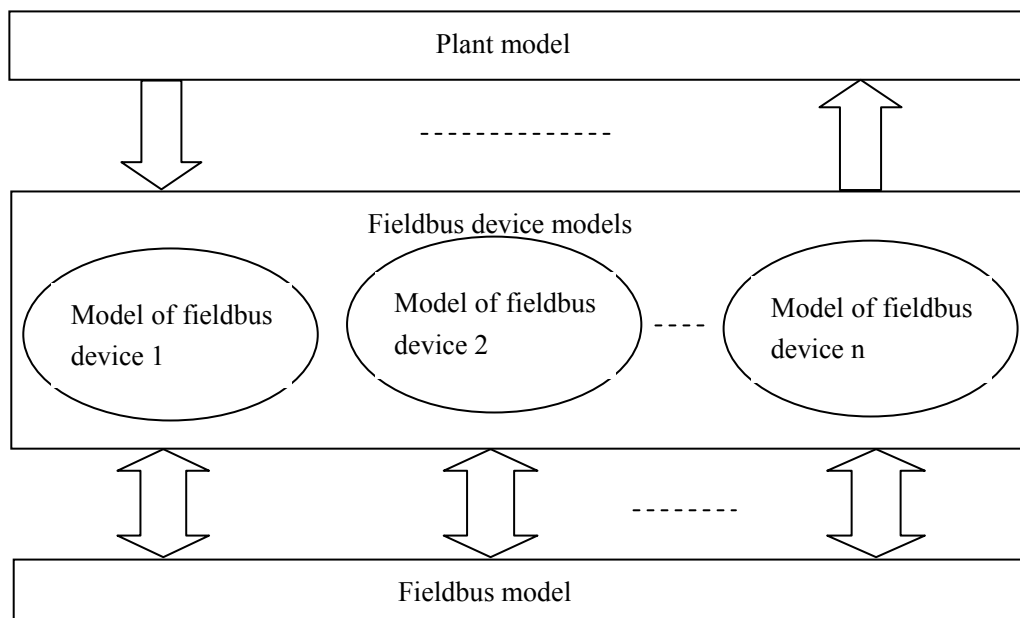 Plant model
Fieldbus device models
Model of fieldbus
device 1
Model of fieldbus
device 2
Model of fieldbus
device n
Fieldbus model